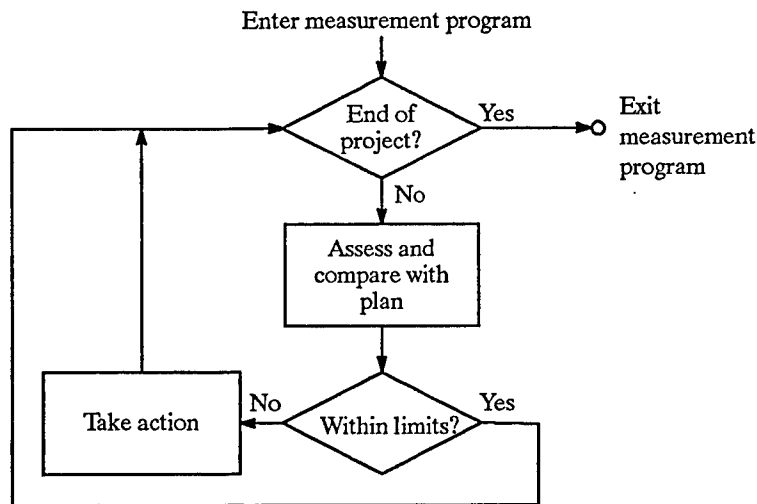 Enter measurement program
End of
project?
Yes
Exit
measurement
program
No
Assess and
compare with
plan
Take action
No
Within limits?
Yes